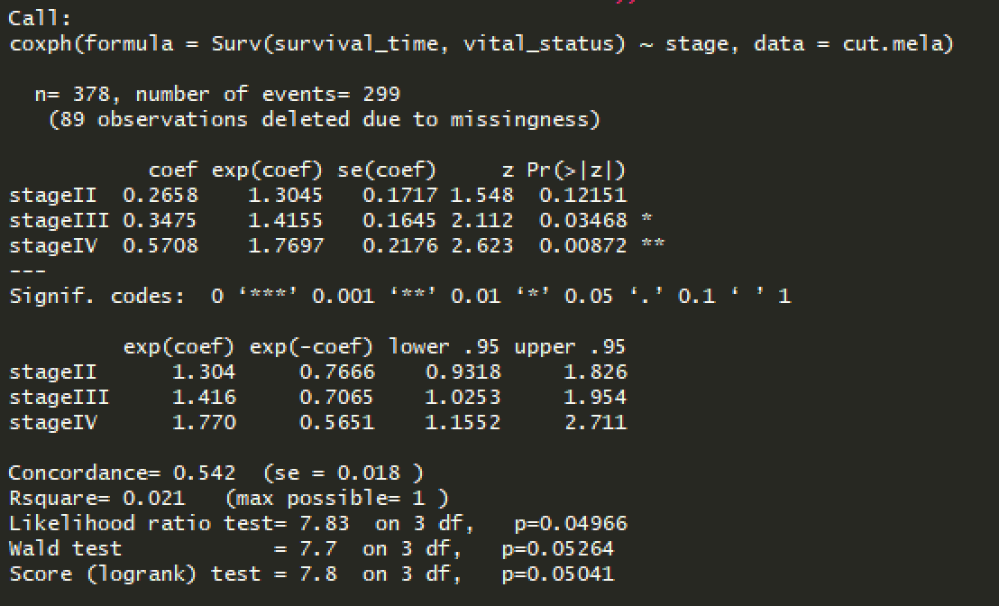 Call:
coxph(formula = Surv(survival_time, vital_status) ~ stage, data = cut.mela)
n= 378, number of events= 299
(89 observations deleted due to missingness)
coef exp(coef) se(coef) z Pr(>|z|)
stageII 0.2658 1.3045 0.1717 1.548 0.12151
stageIII 0.3475 1.4155 0.1645 2.112 0.03468 *
stageIV 0.5708 1.7697 0.2176 2.623 0.00872 **
---
Signif. codes: 0 ‘***’ 0.001 ‘**’ 0.01 ‘*’ 0.05 ‘.’ 0.1 ‘ ’ 1
exp(coef) exp(-coef) lower .95 upper .95
stageII 1.304 0.7666 0.9318 1.826
stageIII 1.416 0.7065 1.0253 1.954
stageIV 1.770 0.5651 1.1552 2.711
Concordance= 0.542 (se = 0.018 )
Rsquare= 0.021 (max possible= 1 )
Likelihood ratio test= 7.83 on 3 df, p=0.04966
Wald test = 7.7 on 3 df, p=0.05264
Score (logrank) test = 7.8 on 3 df, p=0.05041